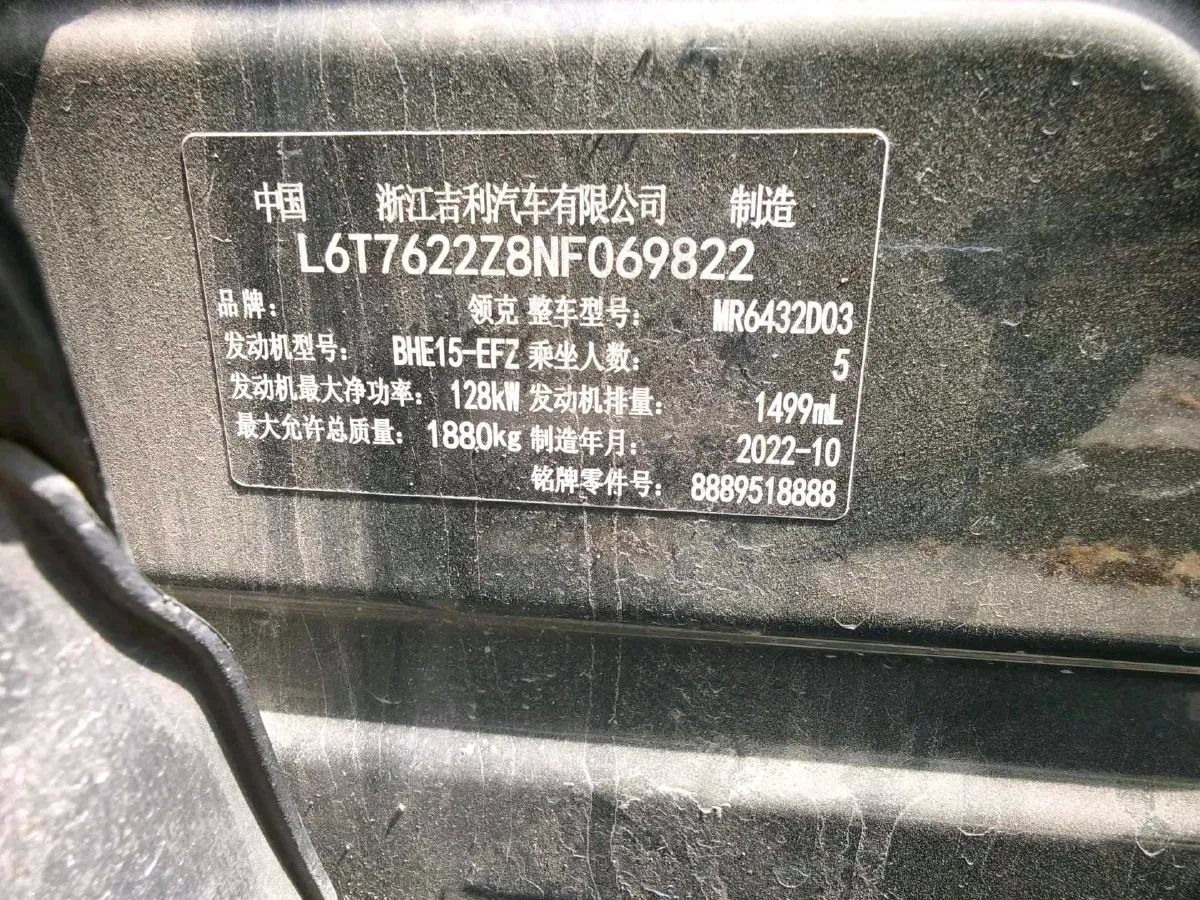 中国 浙江吉利汽车有限公司 制造
L6T7622Z8NF069822
品牌： 领克 整车型号： MR6432D03
发动机型号： BHE15-EFZ 乘坐人数： 5
发动机最大净功率： 128kW 发动机排量： 1499mL
最大允许总质量： 1880kg 制造年月： 2022-10
铭牌零件号： 8889518888